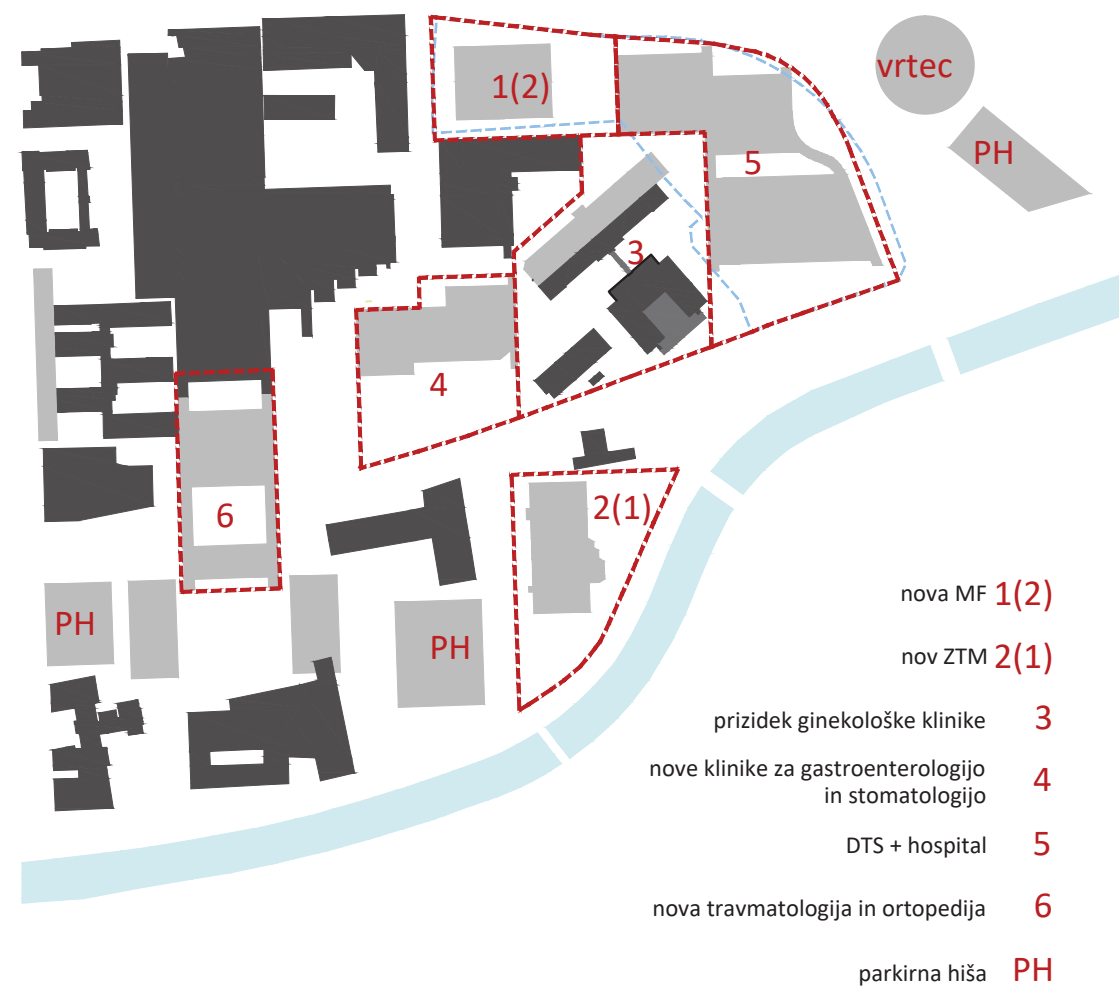 vrtec
1(2)
PH
5
3
4
6
2(1)
PH
PH
nova MF 1(2)
nov ZTM 2(1)
prizidek ginekološke klinike 3
nove klinike za gastroenterologijo
in stomatologijo 4
DTS + hospital 5
nova travmatologija in ortopedija 6
parkirna hiša PH